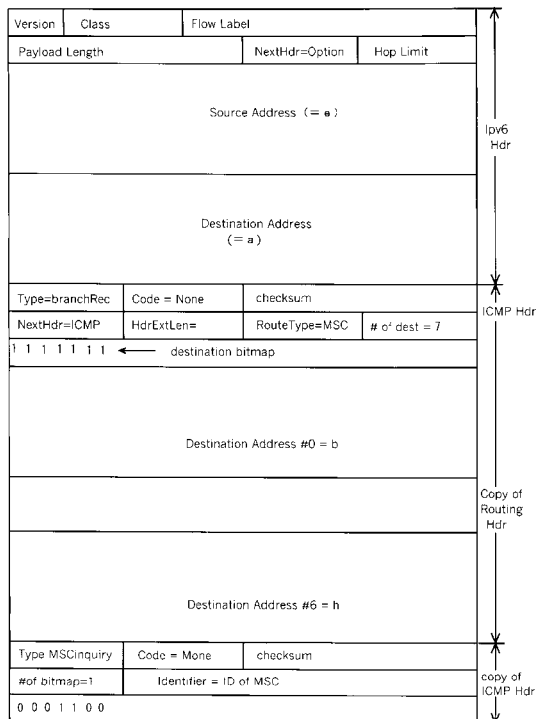 Version Class Flow Label
Payload Length NextHdr=Option Hop Limit
Source Address (= e)
Ipv6
Hdr
Destination Address
(= a)
Type=branchRec Code = None checksum
ICMP Hdr
NextHdr=ICMP HdrExtLen= RouteType=MSC # of dest = 7
1 1 1 1 1 1 1 destination bitmap
Destination Address #0 = b
Copy of
Routing
Hdr
Destination Address #6 = h
Type MSCinquiry Code = Mone checksum
#of bitmap=1 Identifier = ID of MSC
copy of
ICMP Hdr
0 0 0 1 1 0 0